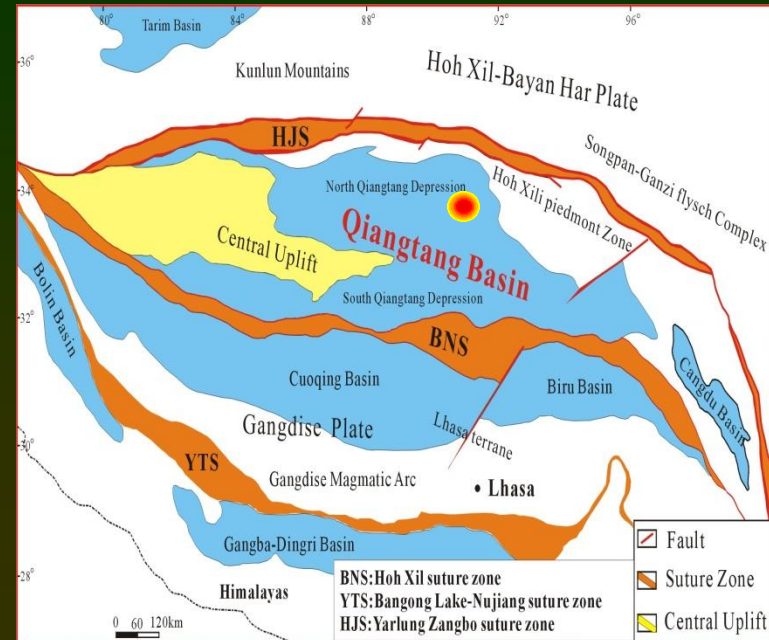 80°
84°
88°
92°
96°
Tarim Basin
36°
Kunlun Mountains
Hoh Xil-Bayan Har Plate
HJS
Songpan-Ganzi flysch Complex
North Qiangtang Depression
Hoh Xili piedmont Zone
34°
Qiangtang Basin
Central Uplift
South Qiangtang Depression
Bolin Basin
32°
BNS
Cuoqing Basin
Biru Basin
Cangdu Basin
Gangdise Plate
Lhasa terrane
30°
YTS
Gangdise Magmatic Arc
Lhasa
Gangba-Dingri Basin
28°
Himalayas
0 60 120km
BNS:Hoh Xil suture zone
YTS:Bangong Lake-Nujiang suture zone
HJS:Yarlung Zangbo suture zone
Fault
Suture Zone
Central Uplift